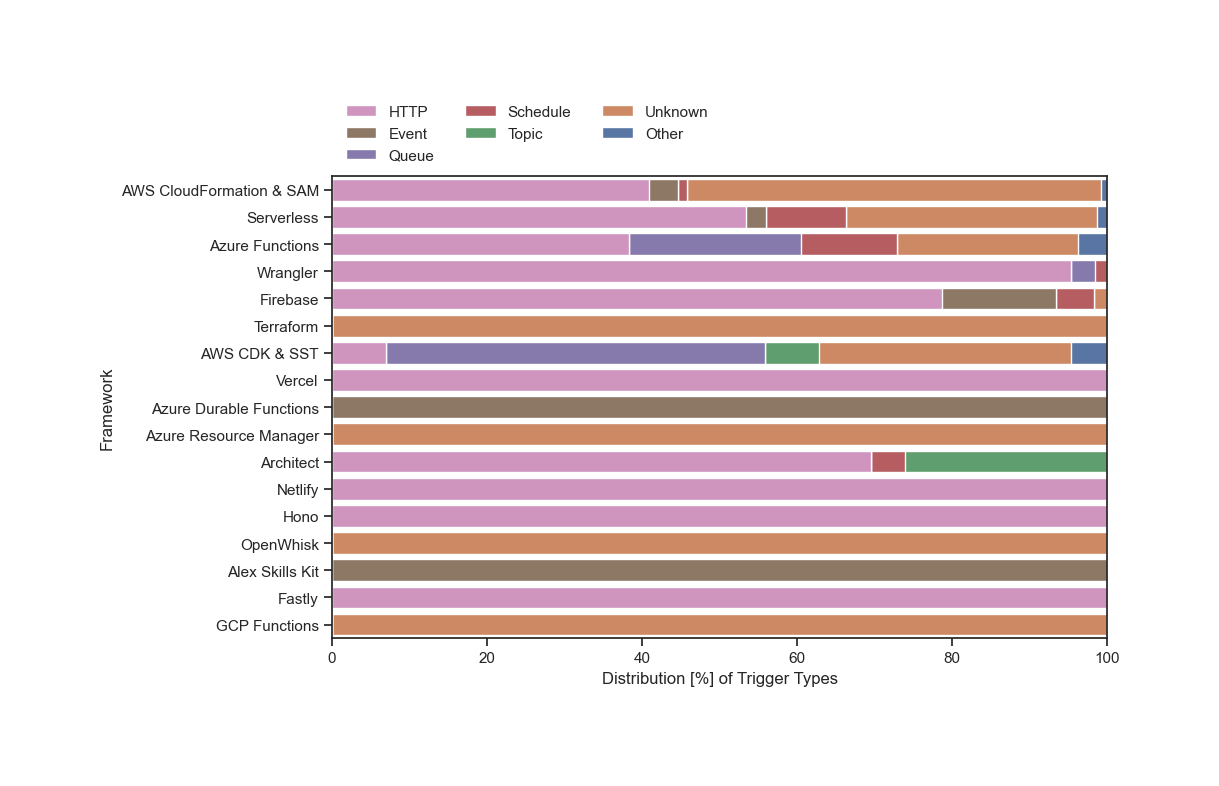 HTTP
Event
Queue
Schedule
Topic
Unknown
Other
Framework
AWS CloudFormation & SAM
Serverless
Azure Functions
Wrangler
Firebase
Terraform
AWS CDK & SST
Vercel
Azure Durable Functions
Azure Resource Manager
Architect
Netlify
Hono
OpenWhisk
Alex Skills Kit
Fastly
GCP Functions
0 20 40 60 80 100
Distribution [%] of Trigger Types